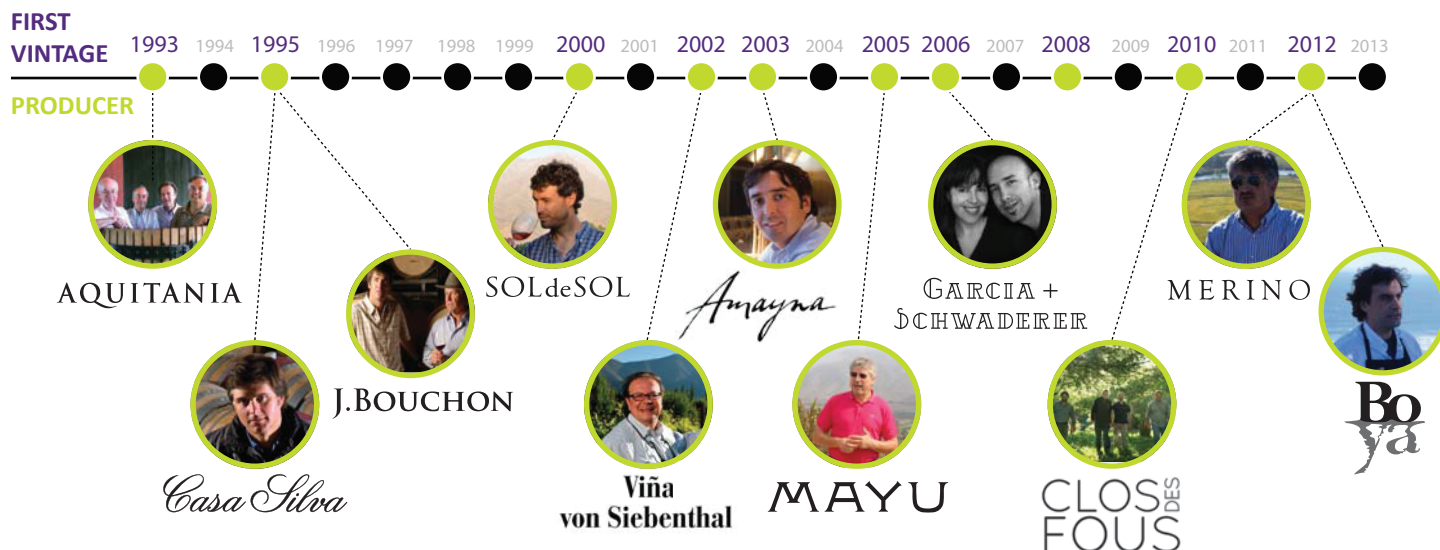 FIRST
VINTAGE
1993 1994 1995 1996 1997 1998 1999 2000 2001 2002 2003 2004 2005 2006 2007 2008 2009 2010 2011 2012 2013
PRODUCER
AQUITANIA
Casa Silva
J.BOUCHON
SOLdeSOL
Viña
von Siebenthal
Amayna
MAYU
GARCIA +
SCHWADERER
CLOS DES
FOUS
MERINO
Bo
ya